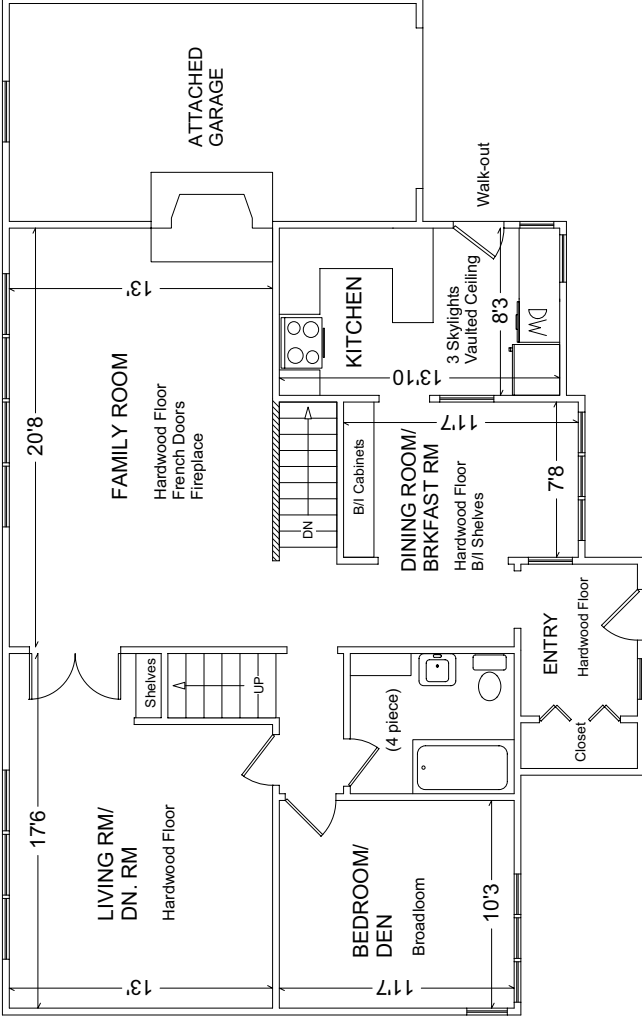 ATTACHED
GARAGE
Walk-out
20'8
13'
FAMILY ROOM
Hardwood Floor
French Doors
Fireplace
KITCHEN
3 Skylights
Vaulted Ceiling
8'3
13'10
DW
DN
B/I Cabinets
11'7
DINING ROOM/
BRKFAST RM
Hardwood Floor
B/I Shelves
7'8
ENTRY
Hardwood Floor
Closet
Shelves
UP
(4 piece)
17'6
LIVING RM/
DN. RM
Hardwood Floor
13'
BEDROOM/
DEN
Broadloom
11'7
10'3